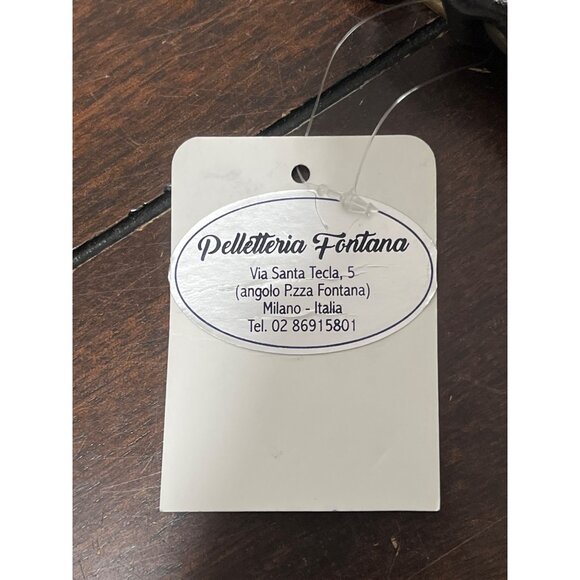 Pelletteria Fontana
Via Santa Tecla, 5
(angolo P.zza Fontana)
Milano - Italia
Tel. 02 86915801